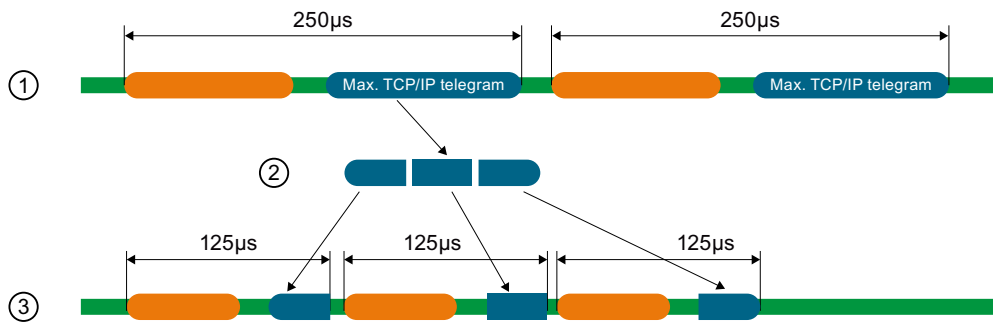 250µs 250µs
① Max. TCP/IP telegram Max. TCP/IP telegram
②
125µs 125µs 125µs
③